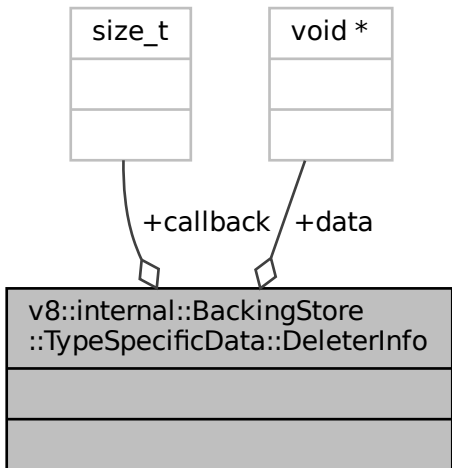 size_t
void *
+callback
+data
v8::internal::BackingStore
::TypeSpecificData::DeleterInfo